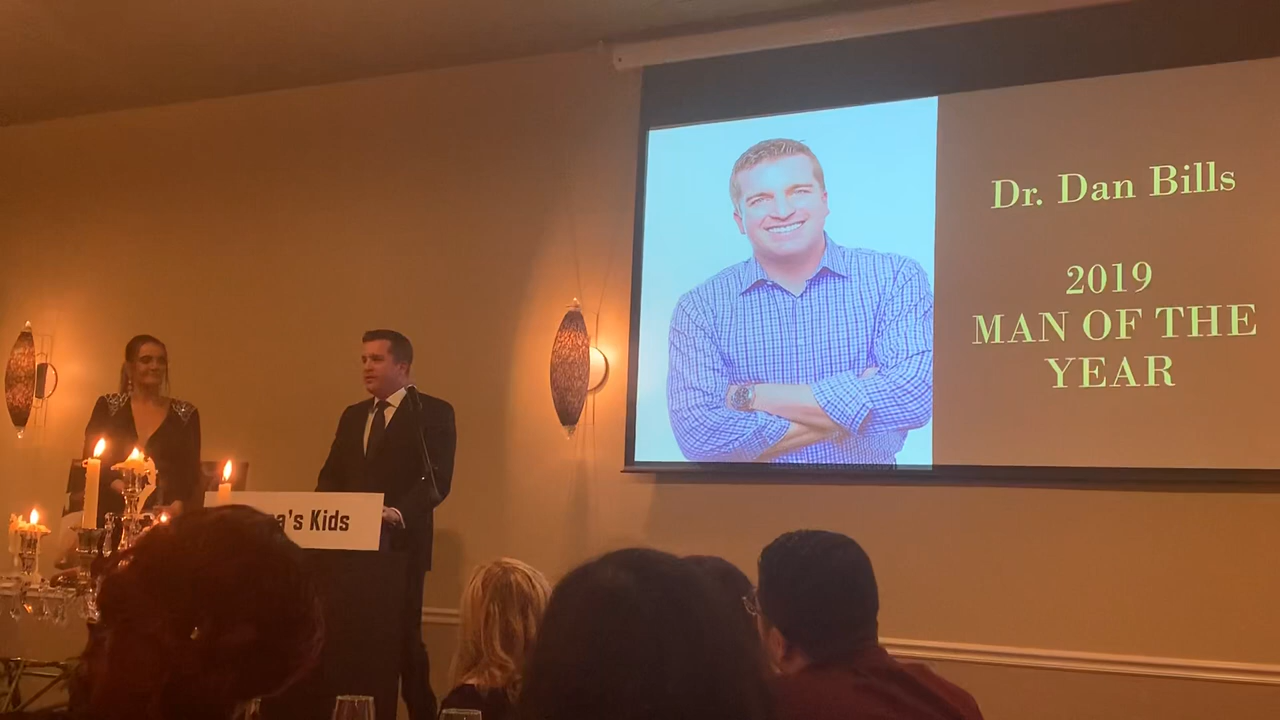 Dr. Dan Bills
2019
MAN OF THE
YEAR
's Kids